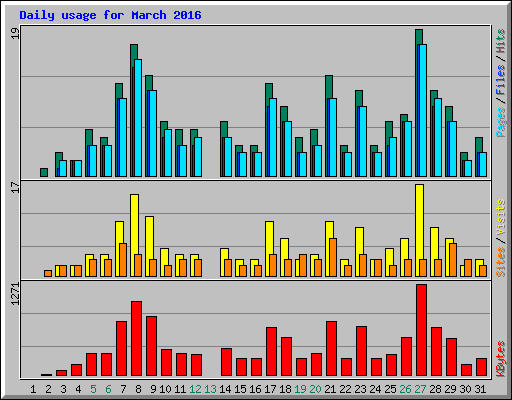 Daily usage for March 2016
19
Pages / Files / Hits
17
Sites / Visits
1271
KBytes
1 2 3 4 5 6 7 8 9 10 11 12 13 14 15 16 17 18 19 20 21 22 23 24 25 26 27 28 29 30 31